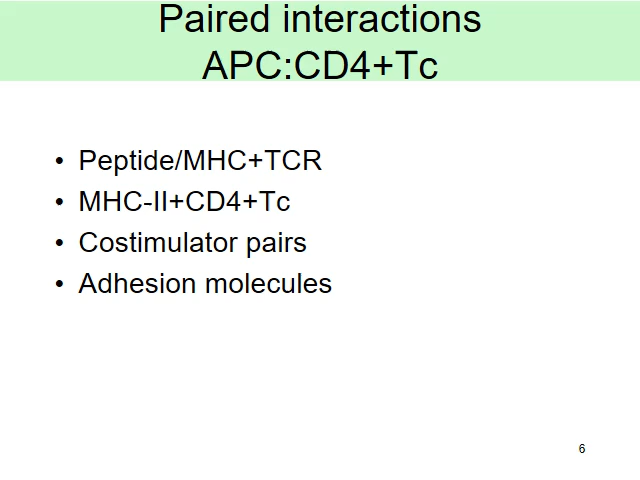 Paired interactions
APC:CD4+Tc
• Peptide/MHC+TCR
• MHC-II+CD4+Tc
• Costimulator pairs
• Adhesion molecules
6